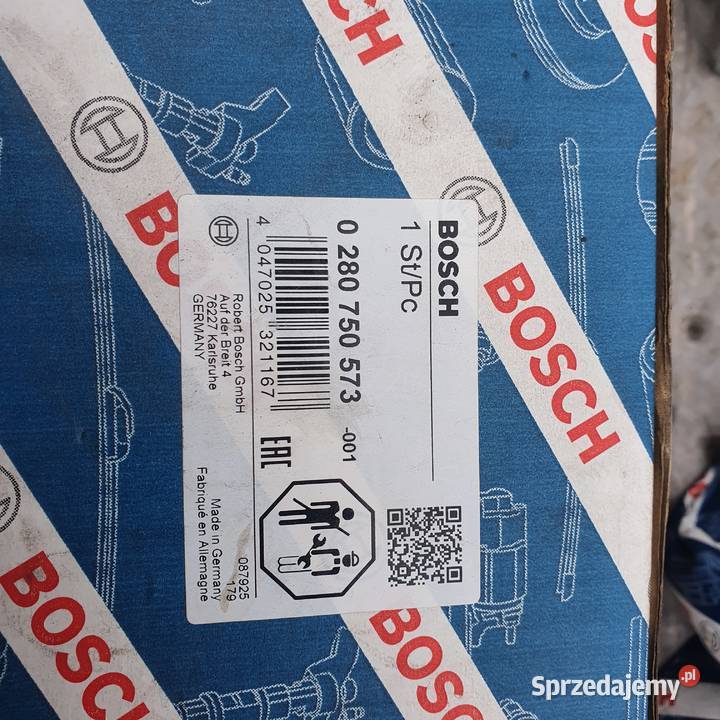 BOSCH
BOSCH
BOSCH
BOSCH
BOSCH
BOSCH
1 St/Pc
0 280 750 573 -001
4 047025 321167
EAC
Robert Bosch GmbH
Auf der Breit 4
76227 Karlsruhe
GERMANY
087925
179
Made in Germany
Fabriqué en Allemagne
Sprzedajemy.pl